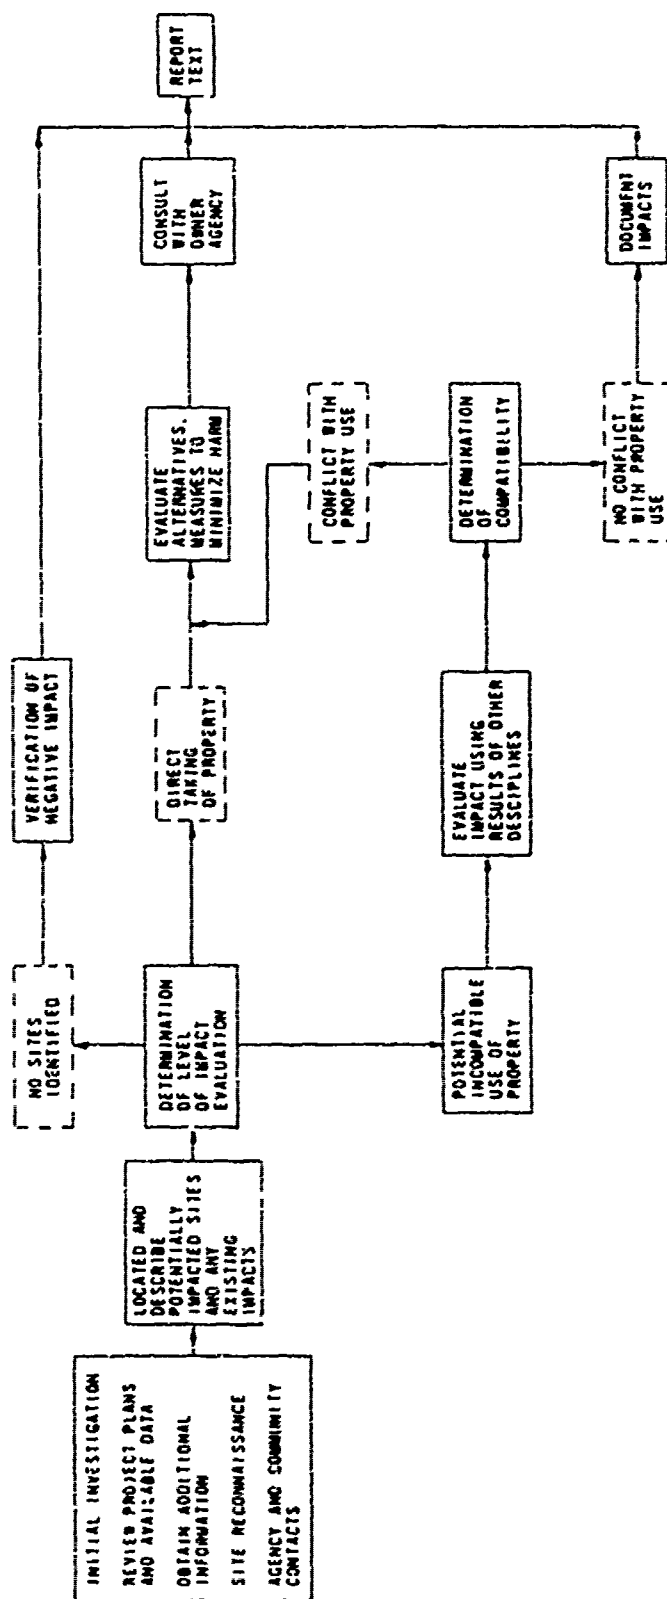 INITIAL INVESTIGATION
REVIEW PROJECT PLANS
AND AVAILABLE DATA
OBTAIN ADDITIONAL
INFORMATION
SITE RECONNAISSANCE
AGENCY AND COMMUNITY
CONTACTS
LOCATED AND
DESCRIBE
POTENTIALLY
IMPACTED SITES
AND ANY
EXISTING
IMPACTS
NO SITES
IDENTIFIED
DETERMINATION
OF LEVEL
OF IMPACT
EVALUATION
POTENTIAL
INCOMPATIBLE
USE OF
PROPERTY
VERIFICATION OF
NEGATIVE IMPACT
DIRECT
TAKING
OF PROPERTY
EVALUATE
IMPACT USING
RESULTS OF OTHER
DESCIPLINES
EVALUATE
ALTERNATIVES,
MEASURES TO
MINIMIZE HARM
CONFLICT WITH
PROPERTY USE
DETERMINATION
OF
COMPATIBILITY
NO CONFLICT
WITH PROPERTY
USE
CONSULT
WITH
OWNER
AGENCY
DOCUMENT
IMPACTS
REPORT
TEXT